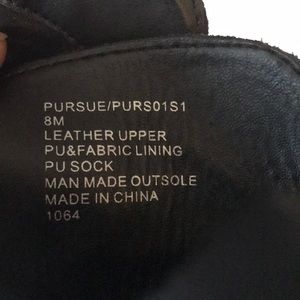 PURSUE/PURS01S1
8M
LEATHER UPPER
PU&FABRIC LINING
PU SOCK
MAN MADE OUTSOLE
MADE IN CHINA
1064